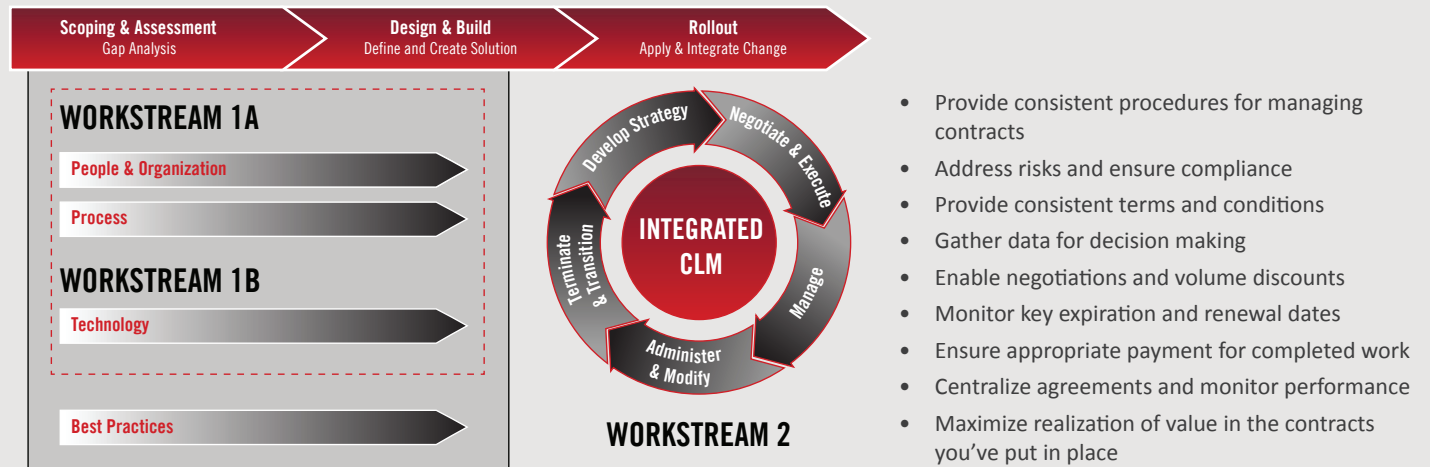 Scoping & Assessment
Gap Analysis
Design & Build
Define and Create Solution
Rollout
Apply & Integrate Change
WORKSTREAM 1A
People & Organization
Process
WORKSTREAM 1B
Technology
Best Practices
Develop Strategy
Negotiate & Execute
Manage
Administer
& Modify
Terminate
& Transition
INTEGRATED
CLM
WORKSTREAM 2
• Provide consistent procedures for managing
contracts
• Address risks and ensure compliance
• Provide consistent terms and conditions
• Gather data for decision making
• Enable negotiations and volume discounts
• Monitor key expiration and renewal dates
• Ensure appropriate payment for completed work
• Centralize agreements and monitor performance
• Maximize realization of value in the contracts
you’ve put in place